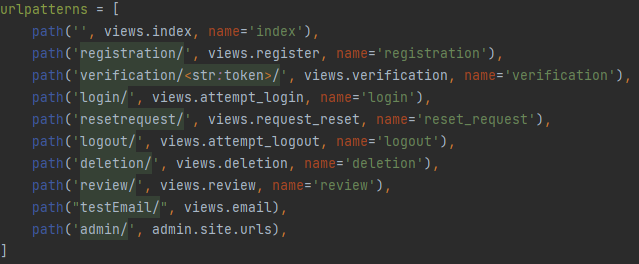 urlpatterns = [
    path('', views.index, name='index'),
    path('registration/', views.register, name='registration'),
    path('verification/<str:token>/', views.verification, name='verification'),
    path('login/', views.attempt_login, name='login'),
    path('resetrequest/', views.request_reset, name='reset_request'),
    path('logout/', views.attempt_logout, name='logout'),
    path('deletion/', views.deletion, name='deletion'),
    path('review/', views.review, name='review'),
    path("testEmail/", views.email),
    path('admin/', admin.site.urls),
]